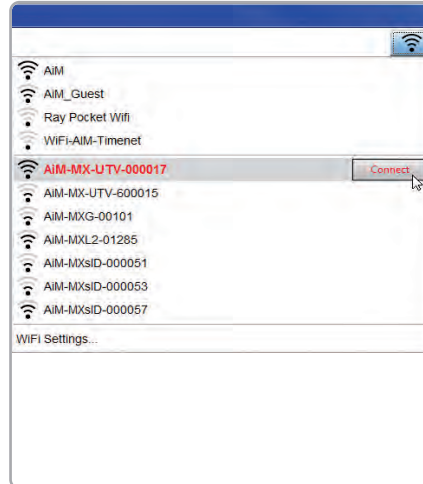 AiM
AiM_Guest
Ray Pocket Wifi
WiFi-AiM-Timenet
AiM-MX-UTV-000017 Connect
AiM-MX-UTV-600015
AiM-MXG-00101
AiM-MXL2-01285
AiM-MXsID-000051
AiM-MXsID-000053
AiM-MXsID-000057
WiFi Settings...